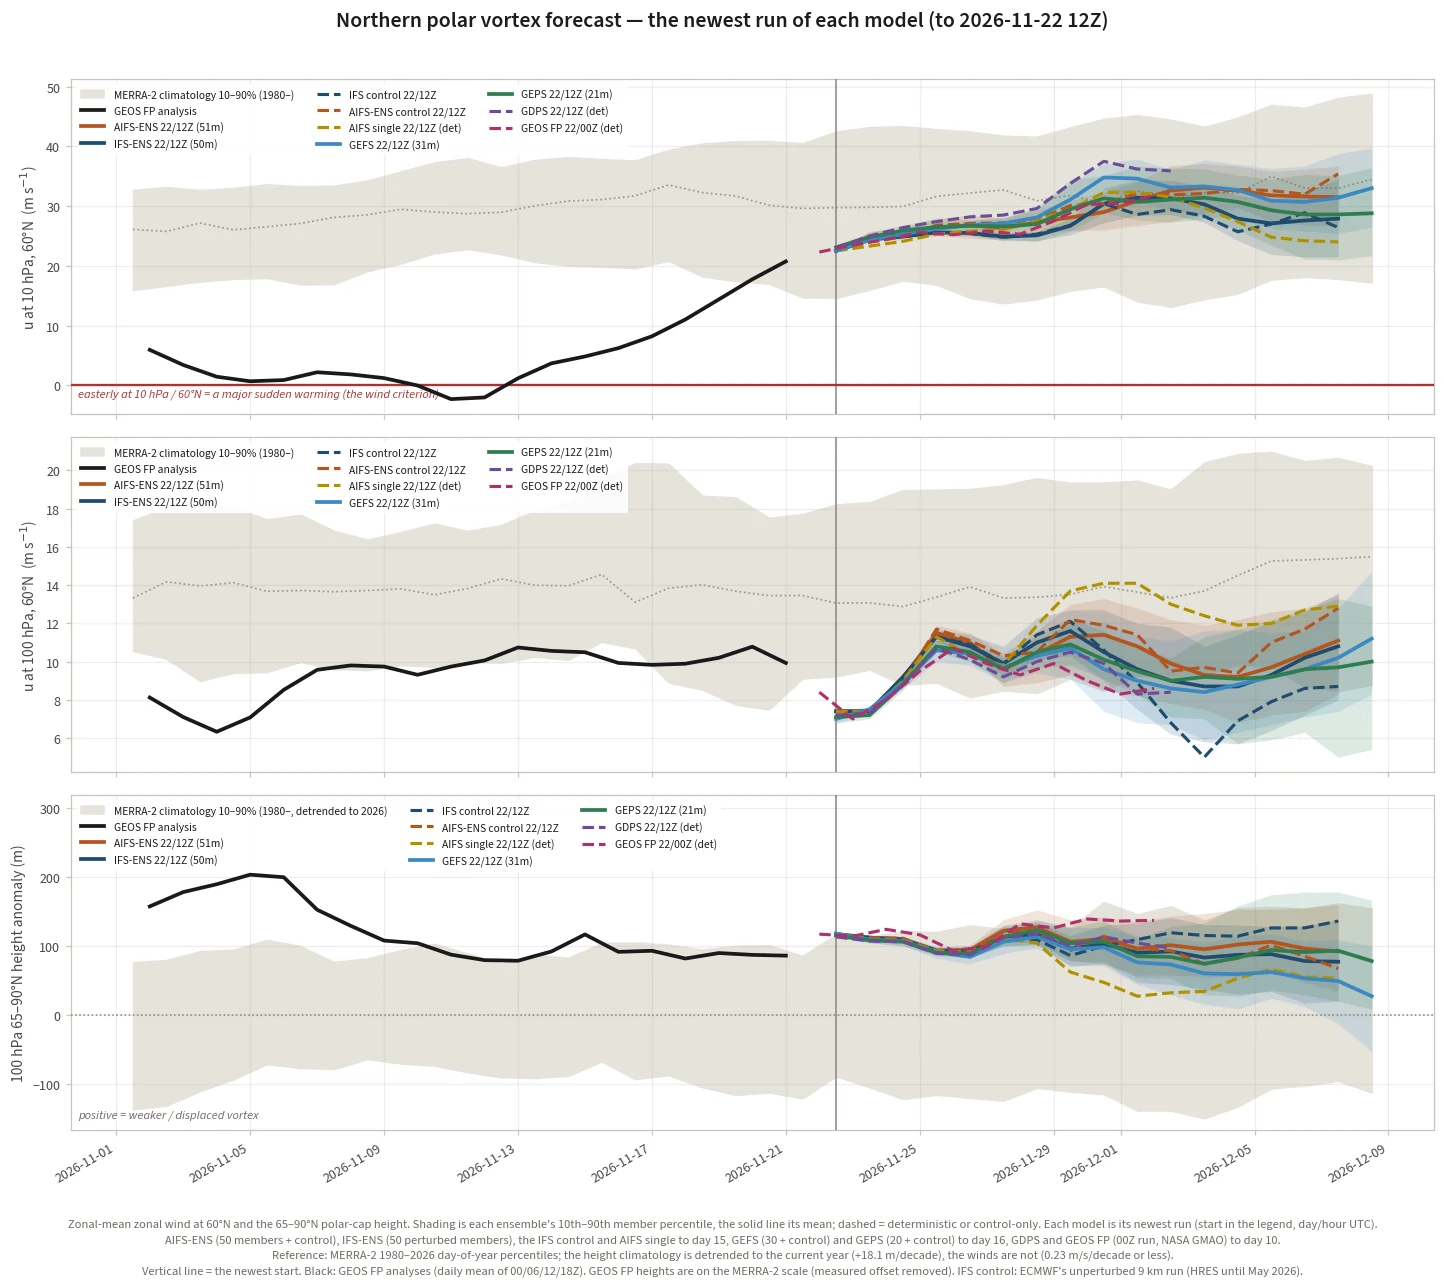 Northern polar vortex forecast — the newest run of each model (to 2026-11-22 12Z)
MERRA-2 climatology 10–90% (1980–)
GEOS FP analysis
AIFS-ENS 22/12Z (51m)
IFS-ENS 22/12Z (50m)
IFS control 22/12Z
AIFS-ENS control 22/12Z
AIFS single 22/12Z (det)
GEFS 22/12Z (31m)
GEPS 22/12Z (21m)
GDPS 22/12Z (det)
GEOS FP 22/00Z (det)
u at 10 hPa, 60°N (m s⁻¹)
50
40
30
20
10
0
easterly at 10 hPa / 60°N = a major sudden warming (the wind criterion)
MERRA-2 climatology 10–90% (1980–)
GEOS FP analysis
AIFS-ENS 22/12Z (51m)
IFS-ENS 22/12Z (50m)
IFS control 22/12Z
AIFS-ENS control 22/12Z
AIFS single 22/12Z (det)
GEFS 22/12Z (31m)
GEPS 22/12Z (21m)
GDPS 22/12Z (det)
GEOS FP 22/00Z (det)
u at 100 hPa, 60°N (m s⁻¹)
20
18
16
14
12
10
8
6
MERRA-2 climatology 10–90% (1980–, detrended to 2026)
GEOS FP analysis
AIFS-ENS 22/12Z (51m)
IFS-ENS 22/12Z (50m)
IFS control 22/12Z
AIFS-ENS control 22/12Z
AIFS single 22/12Z (det)
GEFS 22/12Z (31m)
GEPS 22/12Z (21m)
GDPS 22/12Z (det)
GEOS FP 22/00Z (det)
100 hPa 65–90°N height anomaly (m)
300
200
100
0
−100
positive = weaker / displaced vortex
2026-11-01
2026-11-05
2026-11-09
2026-11-13
2026-11-17
2026-11-21
2026-11-25
2026-11-29
2026-12-01
2026-12-05
2026-12-09
Zonal-mean zonal wind at 60°N and the 65–90°N polar-cap height. Shading is each ensemble's 10th–90th member percentile, the solid line its mean; dashed = deterministic or control-only. Each model is its newest run (start in the legend, day/hour UTC).
AIFS-ENS (50 members + control), IFS-ENS (50 perturbed members), the IFS control and AIFS single to day 15, GEFS (30 + control) and GEPS (20 + control) to day 16, GDPS and GEOS FP (00Z run, NASA GMAO) to day 10.
Reference: MERRA-2 1980–2026 day-of-year percentiles; the height climatology is detrended to the current year (+18.1 m/decade), the winds are not (0.23 m/s/decade or less).
Vertical line = the newest start. Black: GEOS FP analyses (daily mean of 00/06/12/18Z). GEOS FP heights are on the MERRA-2 scale (measured offset removed). IFS control: ECMWF's unperturbed 9 km run (HRES until May 2026).